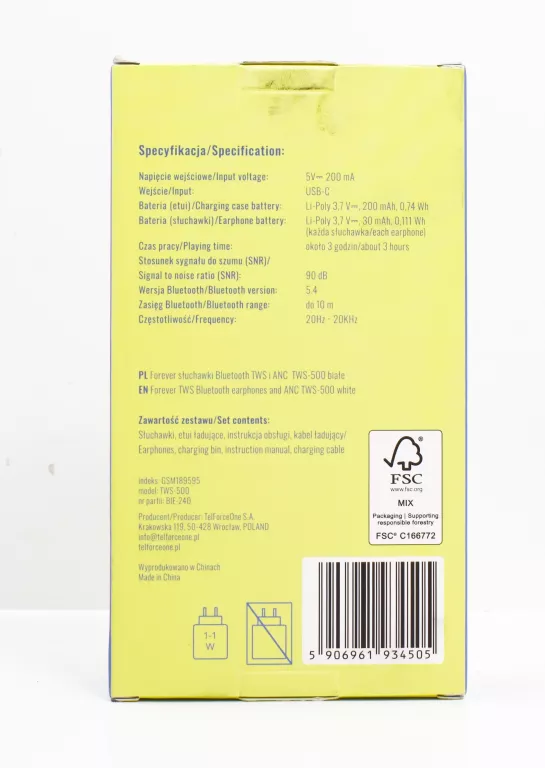 Specyfikacja/Specification:
Napięcie wejściowe/Input voltage: 5V⎓ 200 mA
Wejście/Input: USB-C
Bateria (etui)/Charging case battery: Li-Poly 3,7 V⎓, 200 mAh, 0,74 Wh
Bateria (słuchawki)/Earphone battery: Li-Poly 3,7 V⎓, 30 mAh, 0,111 Wh
(każda słuchawka/each earphone)
Czas pracy/Playing time: około 3 godzin/about 3 hours
Stosunek sygnału do szumu (SNR)/
Signal to noise ratio (SNR): 90 dB
Wersja Bluetooth/Bluetooth version: 5.4
Zasięg Bluetooth/Bluetooth range: do 10 m
Częstotliwość/Frequency: 20Hz - 20KHz
PL Forever słuchawki Bluetooth TWS i ANC TWS-500 białe
EN Forever TWS Bluetooth earphones and ANC TWS-500 white
Zawartość zestawu/Set contents:
Słuchawki, etui ładujące, instrukcja obsługi, kabel ładujący/
Earphones, charging bin, instruction manual, charging cable
indeks: GSM189595
model: TWS-500
nr partii: BIE-240
Producent/Producer: TelForceOne S.A.
Krakowska 119, 50-428 Wrocław, POLAND
info@telforceone.pl
telforceone.pl
Wyprodukowano w Chinach
Made in China
FSC
www.fsc.org
MIX
Packaging | Supporting
responsible forestry
FSC® C166772
1-1
W
5 906961 934505